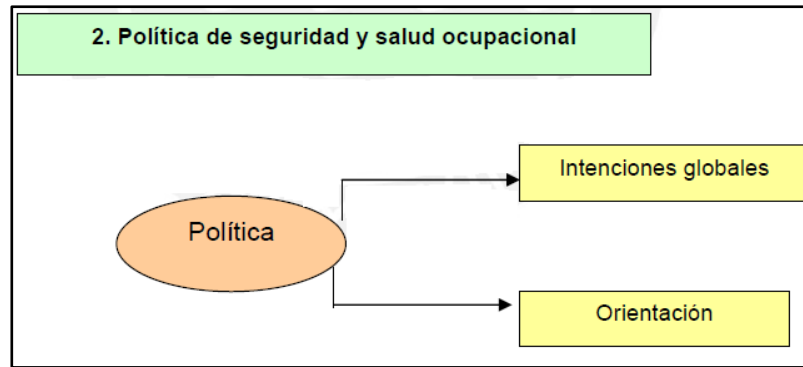 2. Política de seguridad y salud ocupacional
Intenciones globales
Política
Orientación